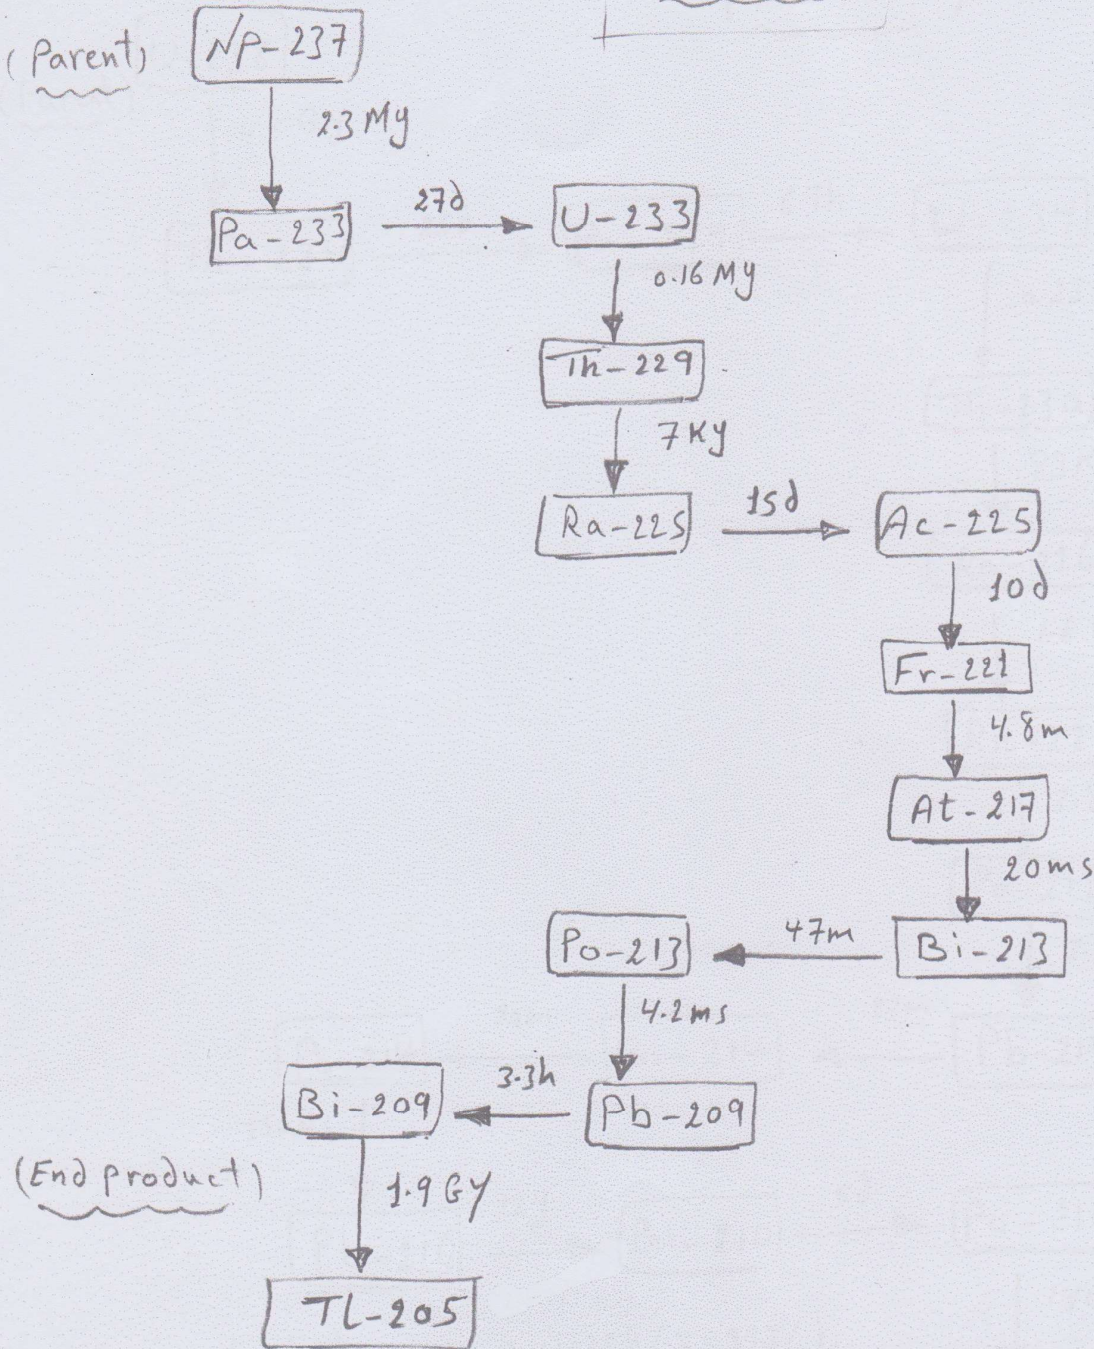 (Parent) Np-237
2.3 My
Pa-233 27d U-233
0.16 My
Th-229
7 Ky
Ra-225 15d Ac-225
10d
Fr-221
4.8m
At-217
20ms
Po-213 47m Bi-213
4.2ms
Bi-209 3.3h Pb-209
(End product) 1.9 GY
TL-205